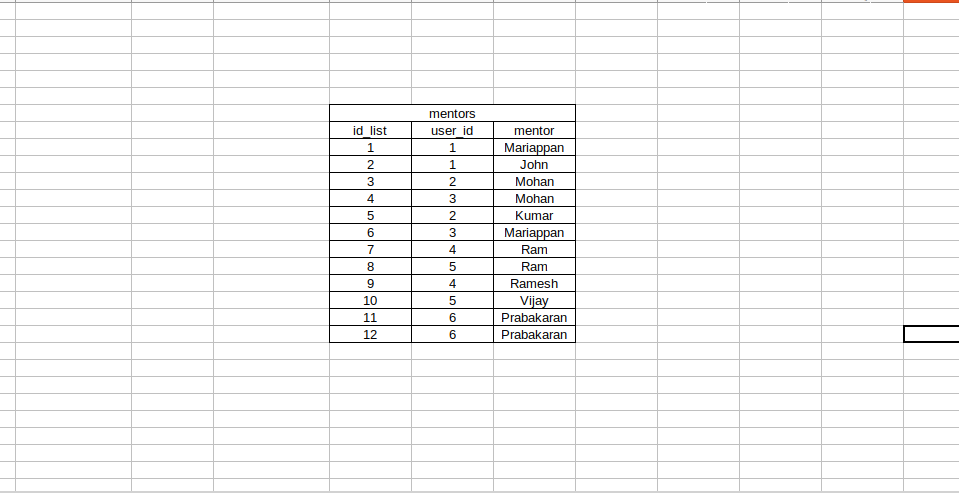 mentors
id_list user_id mentor
1 1 Mariappan
2 1 John
3 2 Mohan
4 3 Mohan
5 2 Kumar
6 3 Mariappan
7 4 Ram
8 5 Ram
9 4 Ramesh
10 5 Vijay
11 6 Prabakaran
12 6 Prabakaran